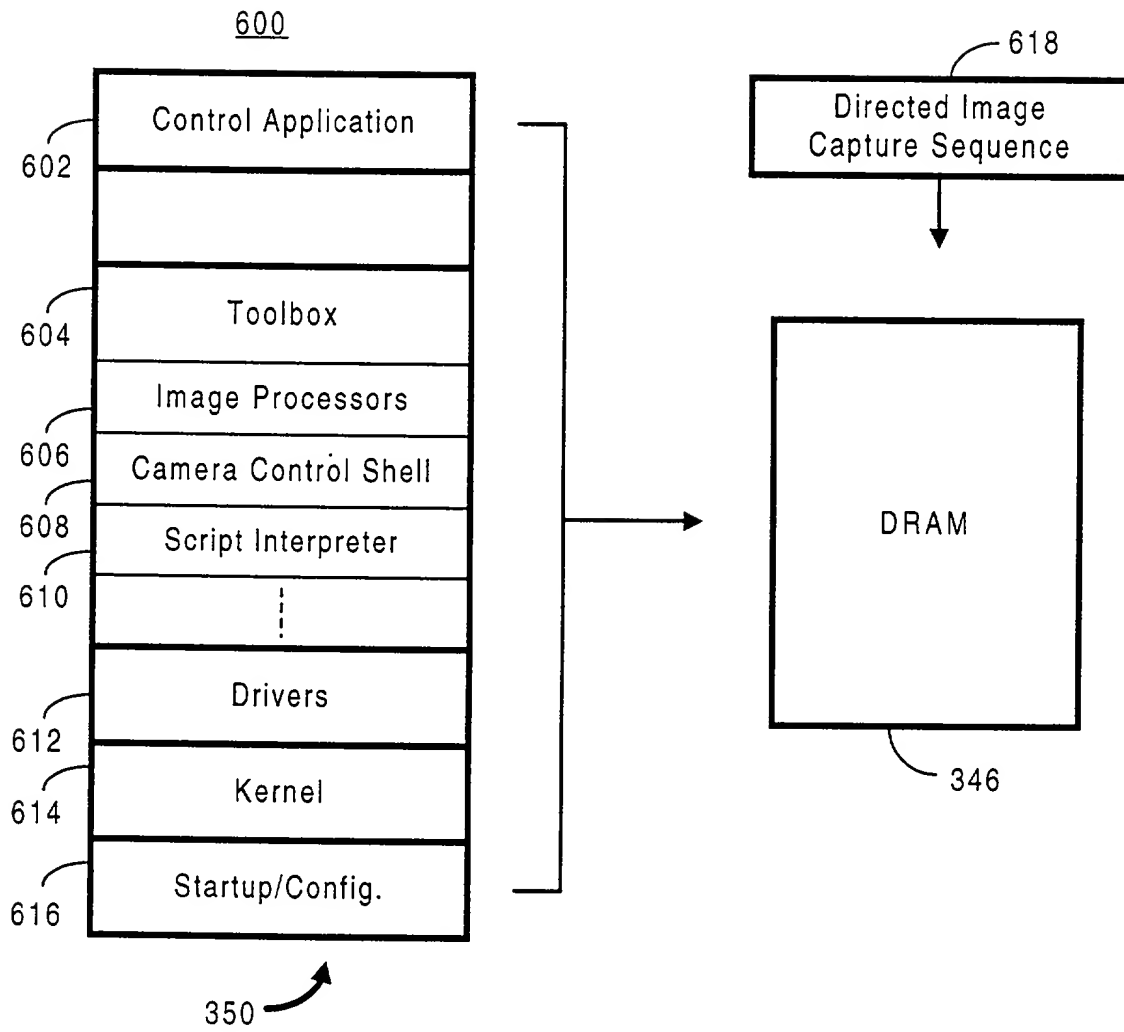 600
618
Control Application
602
Directed Image
Capture Sequence
Toolbox
604
Image Processors
606
Camera Control Shell
608
Script Interpreter
610
DRAM
Drivers
612
Kernel
614
346
Startup/Config.
616
350